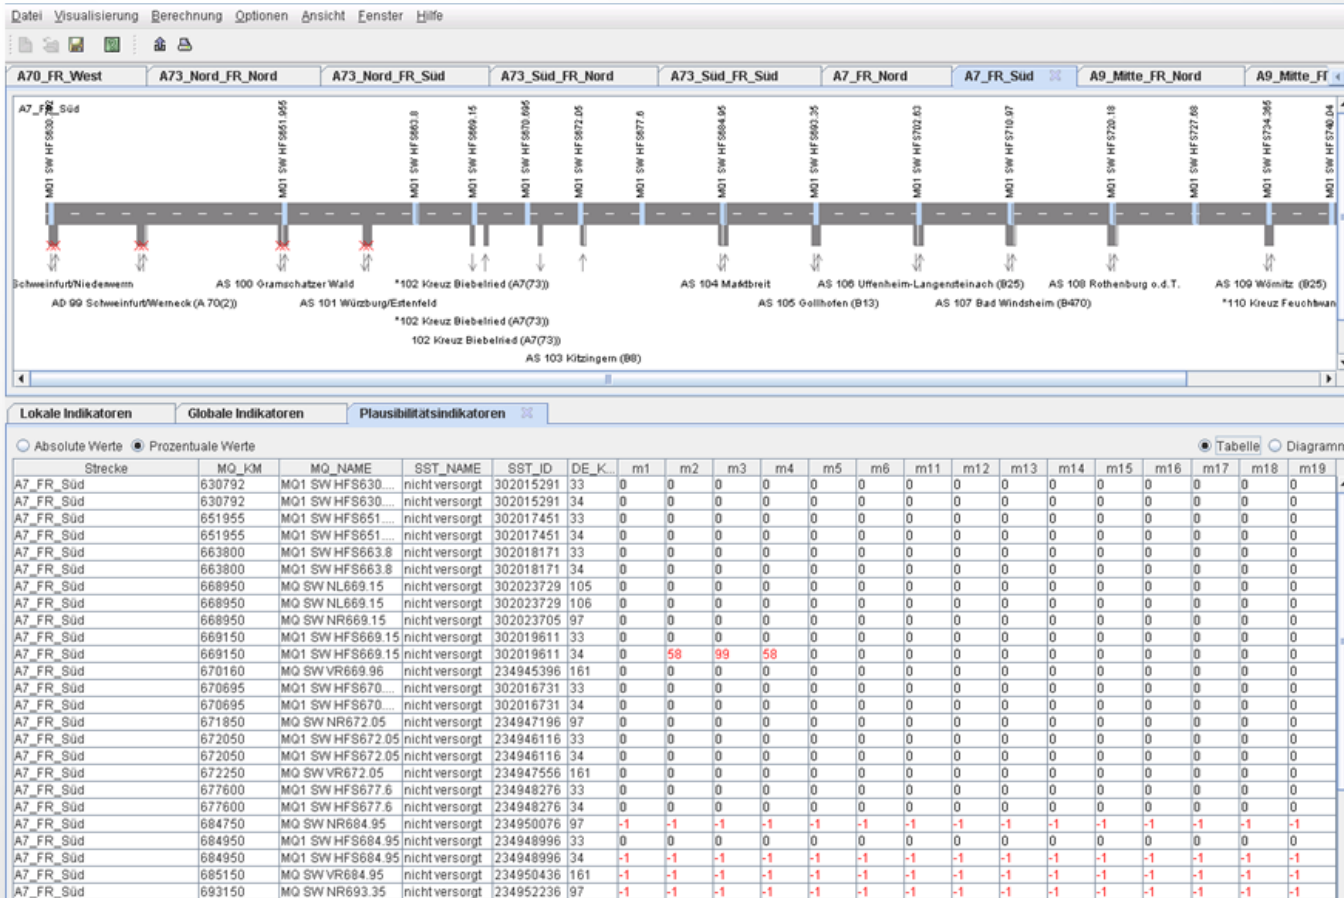 Datei Visualisierung Berechnung Optionen Ansicht Fenster Hilfe
A70_FR_West A73_Nord_FR_Nord A73_Nord_FR_Süd A73_Süd_FR_Nord A73_Süd_FR_Süd A7_FR_Nord A7_FR_Süd A9_Mitte_FR_Nord A9_Mitte_FF
A7_FR_Süd
MQ1 SW HFS651.955
MQ1 SW HFS663.8
MQ1 SW HFS669.15
MQ1 SW HFS670.695
MQ1 SW HFS672.05
MQ1 SW HFS677.6
MQ1 SW HFS684.95
MQ1 SW HFS693.35
MQ1 SW HFS702.63
MQ1 SW HFS710.97
MQ1 SW HFS720.18
MQ1 SW HFS727.68
MQ1 SW HFS734.365
MQ1 SW HFS740.04
Schweinfurt/Niederwerrn AS 100 Gramschatzer Wald *102 Kreuz Biebelried (A7(73)) AS 104 Marktbreit AS 106 Uffenheim-Langensteinach (B25) AS 108 Rothenburg o.d.T. AS 109 Wörnitz (B25)
AD 99 Schweinfurt/Werneck (A 70(2)) AS 101 Würzburg/Estenfeld AS 105 Gollhofen (B13) AS 107 Bad Windsheim (B470) *110 Kreuz Feuchtwan
*102 Kreuz Biebelried (A7(73))
102 Kreuz Biebelried (A7(73))
AS 103 Kitzingern (B8)
Lokale Indikatoren Globale Indikatoren Plausibilitätsindikatoren
Absolute Werte Prozentuale Werte Tabelle Diagramm
Strecke MQ_KM MQ_NAME SST_NAME SST_ID DE_K... m1 m2 m3 m4 m5 m6 m11 m12 m13 m14 m15 m16 m17 m18 m19
A7_FR_Süd 630792 MQ1 SW HFS630.... nicht versorgt 302015291 33 0 0 0 0 0 0 0 0 0 0 0 0 0 0 0
A7_FR_Süd 630792 MQ1 SW HFS630.... nicht versorgt 302015291 34 0 0 0 0 0 0 0 0 0 0 0 0 0 0 0
A7_FR_Süd 651955 MQ1 SW HFS651.... nicht versorgt 302017451 33 0 0 0 0 0 0 0 0 0 0 0 0 0 0 0
A7_FR_Süd 651955 MQ1 SW HFS651.... nicht versorgt 302017451 34 0 0 0 0 0 0 0 0 0 0 0 0 0 0 0
A7_FR_Süd 663800 MQ1 SW HFS663.8 nicht versorgt 302018171 33 0 0 0 0 0 0 0 0 0 0 0 0 0 0 0
A7_FR_Süd 663800 MQ1 SW HFS663.8 nicht versorgt 302018171 34 0 0 0 0 0 0 0 0 0 0 0 0 0 0 0
A7_FR_Süd 668950 MQ SW NL669.15 nicht versorgt 302023729 105 0 0 0 0 0 0 0 0 0 0 0 0 0 0 0
A7_FR_Süd 668950 MQ SW NL669.15 nicht versorgt 302023729 106 0 0 0 0 0 0 0 0 0 0 0 0 0 0 0
A7_FR_Süd 668950 MQ SW NR669.15 nicht versorgt 302023705 97 0 0 0 0 0 0 0 0 0 0 0 0 0 0 0
A7_FR_Süd 669150 MQ1 SW HFS669.15 nicht versorgt 302019611 33 0 0 0 0 0 0 0 0 0 0 0 0 0 0 0
A7_FR_Süd 669150 MQ1 SW HFS669.15 nicht versorgt 302019611 34 0 58 99 58 0 0 0 0 0 0 0 0 0 0 0
A7_FR_Süd 670160 MQ SW VR669.96 nicht versorgt 234945396 161 0 0 0 0 0 0 0 0 0 0 0 0 0 0 0
A7_FR_Süd 670695 MQ1 SW HFS670.... nicht versorgt 302016731 33 0 0 0 0 0 0 0 0 0 0 0 0 0 0 0
A7_FR_Süd 670695 MQ1 SW HFS670.... nicht versorgt 302016731 34 0 0 0 0 0 0 0 0 0 0 0 0 0 0 0
A7_FR_Süd 671850 MQ SW NR672.05 nicht versorgt 234947196 97 0 0 0 0 0 0 0 0 0 0 0 0 0 0 0
A7_FR_Süd 672050 MQ1 SW HFS672.05 nicht versorgt 234946116 33 0 0 0 0 0 0 0 0 0 0 0 0 0 0 0
A7_FR_Süd 672050 MQ1 SW HFS672.05 nicht versorgt 234946116 34 0 0 0 0 0 0 0 0 0 0 0 0 0 0 0
A7_FR_Süd 672250 MQ SW VR672.05 nicht versorgt 234947556 161 0 0 0 0 0 0 0 0 0 0 0 0 0 0 0
A7_FR_Süd 677600 MQ1 SW HFS677.6 nicht versorgt 234948276 33 0 0 0 0 0 0 0 0 0 0 0 0 0 0 0
A7_FR_Süd 677600 MQ1 SW HFS677.6 nicht versorgt 234948276 34 0 0 0 0 0 0 0 0 0 0 0 0 0 0 0
A7_FR_Süd 684750 MQ SW NR684.95 nicht versorgt 234950076 97 -1 -1 -1 -1 -1 -1 -1 -1 -1 -1 -1 -1 -1 -1 -1
A7_FR_Süd 684950 MQ1 SW HFS684.95 nicht versorgt 234948996 33 0 0 0 0 0 0 0 0 0 0 0 0 0 0 0
A7_FR_Süd 684950 MQ1 SW HFS684.95 nicht versorgt 234948996 34 -1 -1 -1 -1 -1 -1 -1 -1 -1 -1 -1 -1 -1 -1 -1
A7_FR_Süd 685150 MQ SW VR684.95 nicht versorgt 234950436 161 -1 -1 -1 -1 -1 -1 -1 -1 -1 -1 -1 -1 -1 -1 -1
A7_FR_Süd 693150 MQ SW NR693.35 nicht versorgt 234952236 97 -1 -1 -1 -1 -1 -1 -1 -1 -1 -1 -1 -1 -1 -1 -1